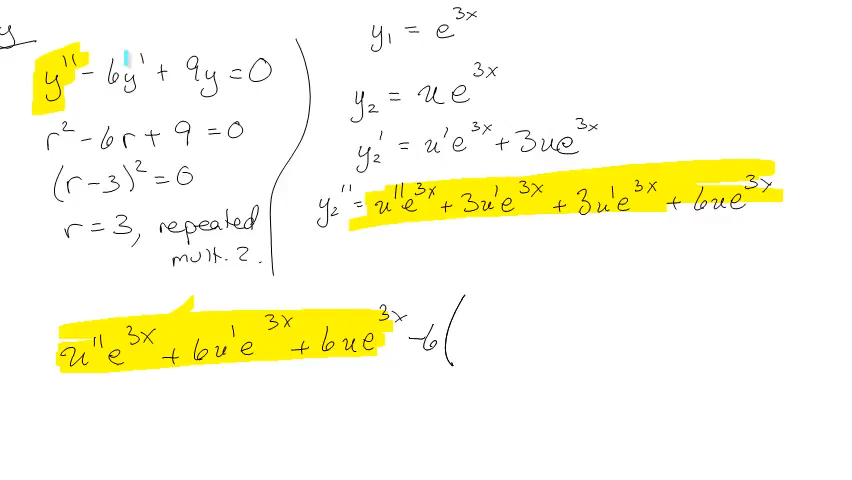 y
y'' - 6y' + 9y = 0
r² - 6r + 9 = 0
(r - 3)² = 0
r = 3, repeated
mult. 2.
y₁ = e^{3x}
y₂ = u e^{3x}
y₂' = u'e^{3x} + 3ue^{3x}
y₂'' = u''e^{3x} + 3u'e^{3x} + 3u'e^{3x} + 6ue^{3x}
u''e^{3x} + 6u'e^{3x} + 6ue^{3x} - 6(